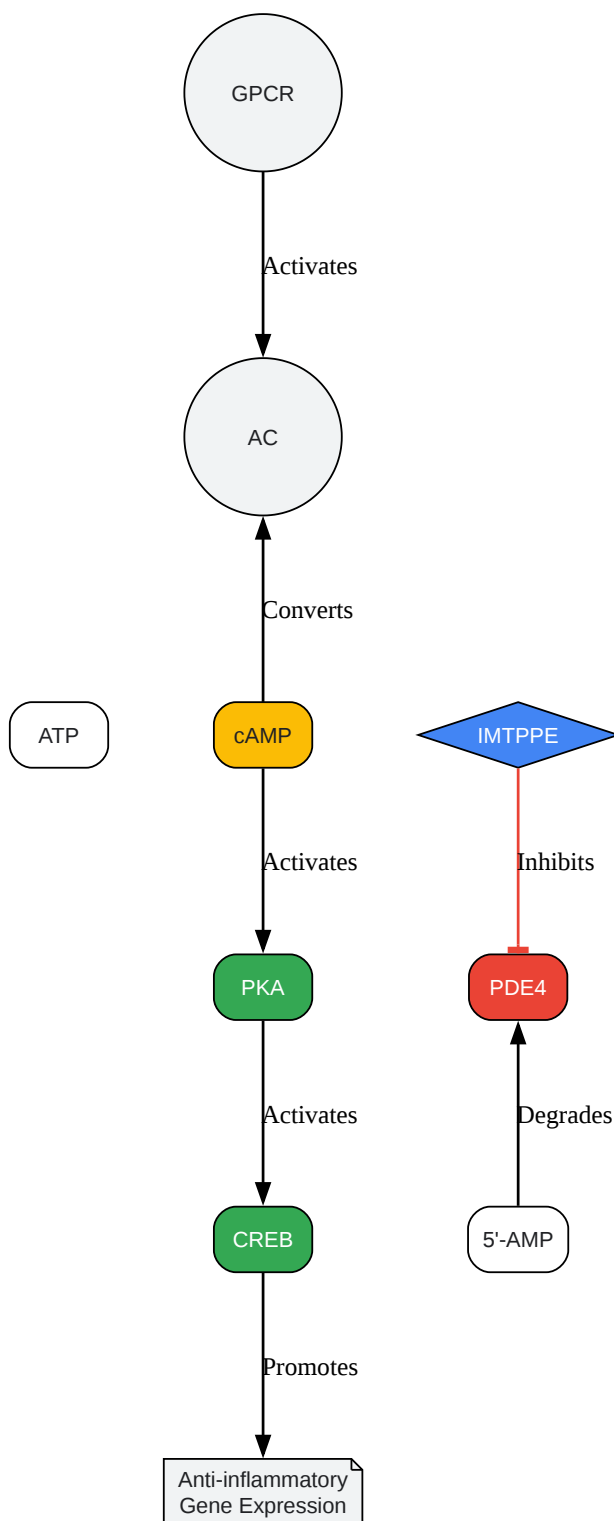 GPCR
Activates
AC
Converts
ATP
cAMP
IMTPPE
Activates
Inhibits
PKA
PDE4
Activates
Degrades
CREB
5'-AMP
Promotes
Anti-inflammatory
Gene Expression